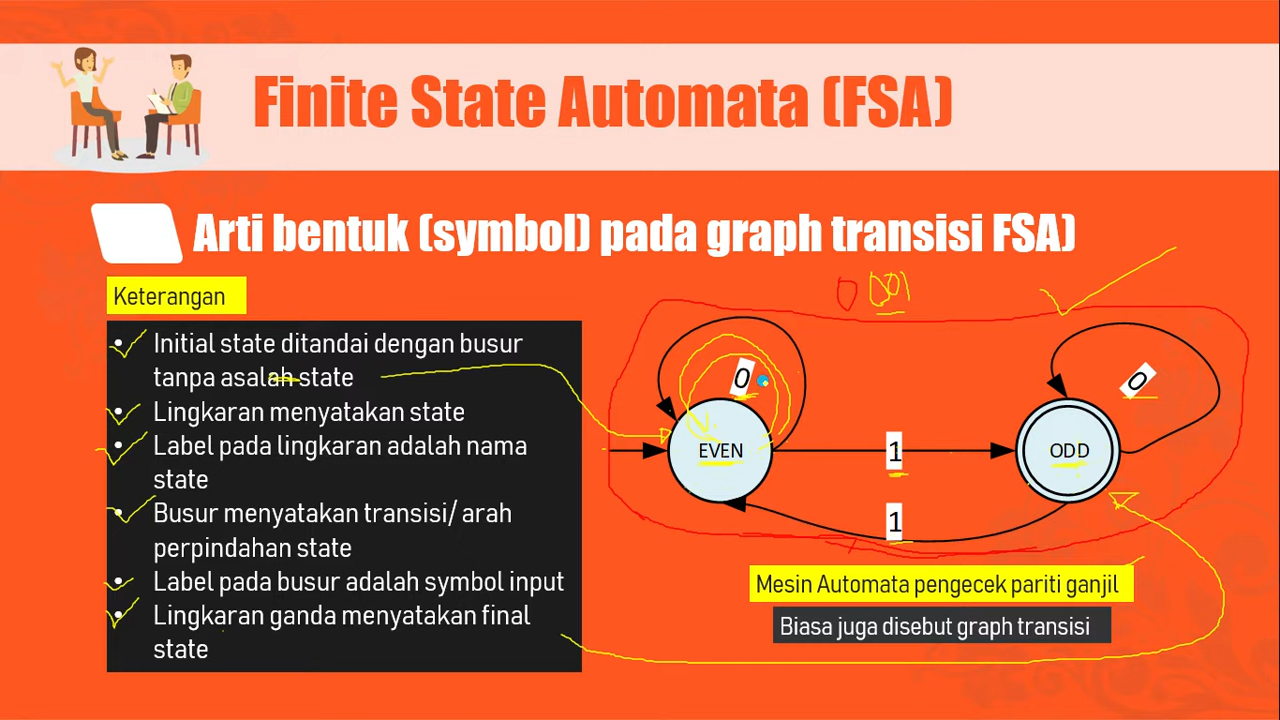 Finite State Automata (FSA)
Arti bentuk (symbol) pada graph transisi FSA)
Keterangan
• Initial state ditandai dengan busur
tanpa asalah state
• Lingkaran menyatakan state
• Label pada lingkaran adalah nama
state
• Busur menyatakan transisi/ arah
perpindahan state
• Label pada busur adalah symbol input
• Lingkaran ganda menyatakan final
state
0 001
0
0
EVEN
1
ODD
1
Mesin Automata pengecek pariti ganjil
Biasa juga disebut graph transisi